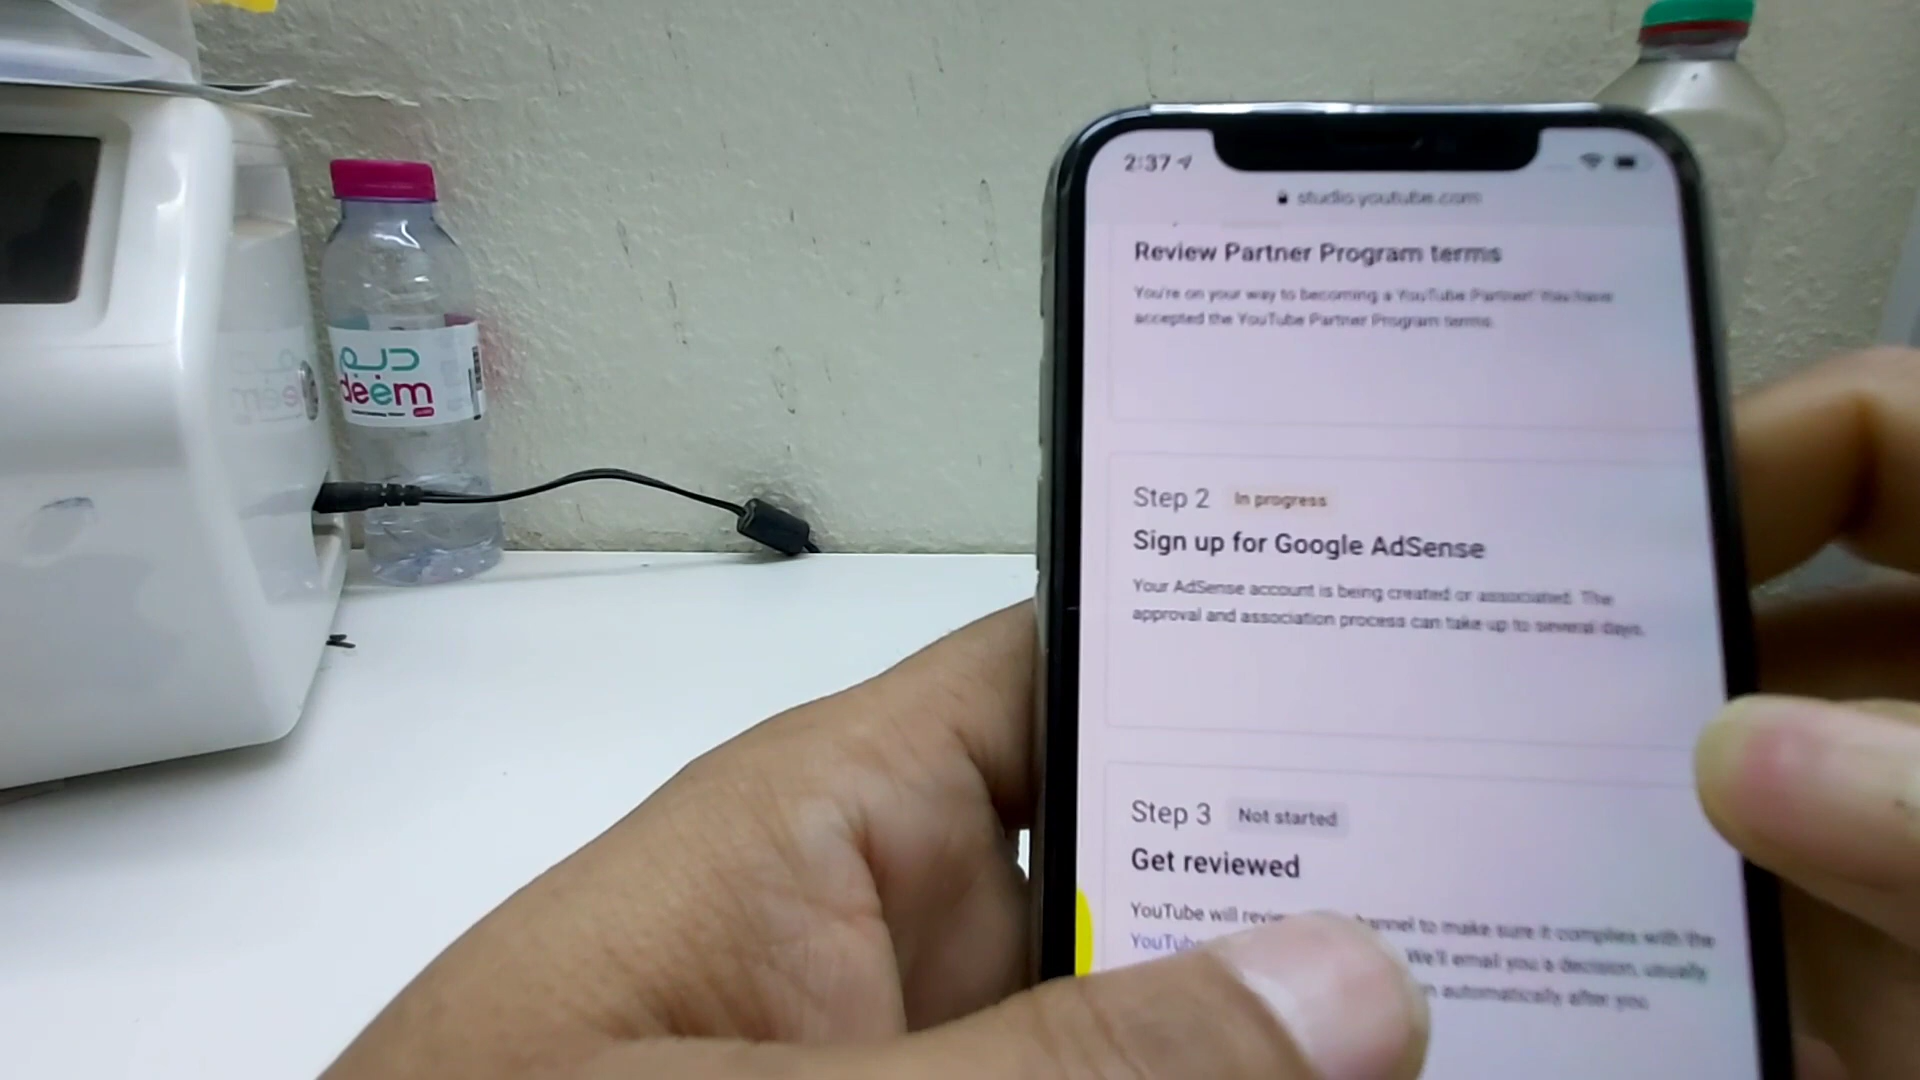 2:37
studio.youtube.com
Review Partner Program terms
You're on your way to becoming a YouTube Partner! You have
accepted the YouTube Partner Program terms.
Step 2 In progress
Sign up for Google AdSense
Your AdSense account is being created or associated. The
approval and association process can take up to several days.
Step 3 Not started
Get reviewed
YouTube will channel to make sure it complies with the
YouTube We'll email you a decision, usually
automatically after you
ديم
deem